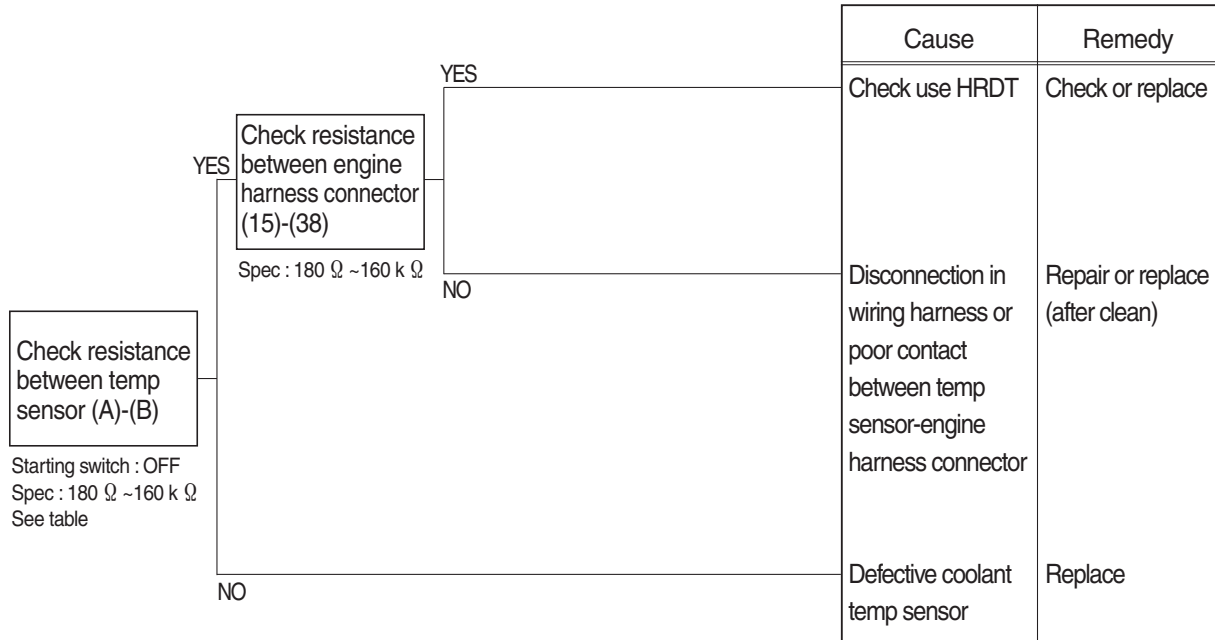 Cause
Remedy
YES
Check use HRDT
Check or replace
Check resistance
between engine
harness connector
(15)-(38)
YES
Spec : 180 Ω ~160 k Ω
NO
Disconnection in
wiring harness or
poor contact
between temp
sensor-engine
harness connector
Repair or replace
(after clean)
Check resistance
between temp
sensor (A)-(B)
Starting switch : OFF
Spec : 180 Ω ~160 k Ω
See table
NO
Defective coolant
temp sensor
Replace